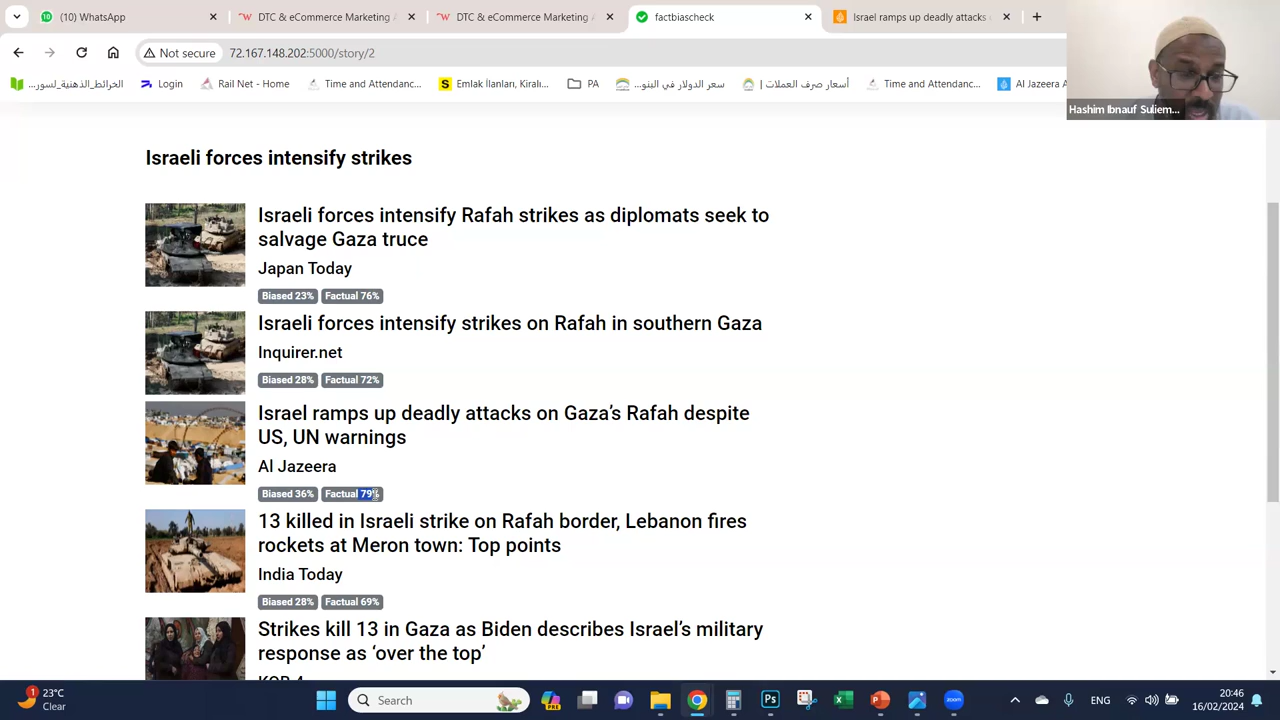 (10) WhatsApp
DTC & eCommerce Marketing
DTC & eCommerce Marketing
factbiascheck
Israel ramps up deadly attacks
Not secure
72.167.148.202:5000/story/2
الخرائط_الذهنية_لسور...
Login
Rail Net - Home
Time and Attendanc...
Emlak İlanları, Kiralı...
PA
سعر الدولار في البنو...
اسعار صرف العملات |
Time and Attendanc...
Al Jazeera
Hashim Ibnauf Suliem...
Israeli forces intensify strikes
Israeli forces intensify Rafah strikes as diplomats seek to
salvage Gaza truce
Japan Today
Biased 23% Factual 76%
Israeli forces intensify strikes on Rafah in southern Gaza
Inquirer.net
Biased 28% Factual 72%
Israel ramps up deadly attacks on Gaza’s Rafah despite
US, UN warnings
Al Jazeera
Biased 36% Factual 79%
13 killed in Israeli strike on Rafah border, Lebanon fires
rockets at Meron town: Top points
India Today
Biased 28% Factual 69%
Strikes kill 13 in Gaza as Biden describes Israel’s military
response as ‘over the top’
1
23°C
Clear
Search
PRE
zoom
ENG
20:46
16/02/2024